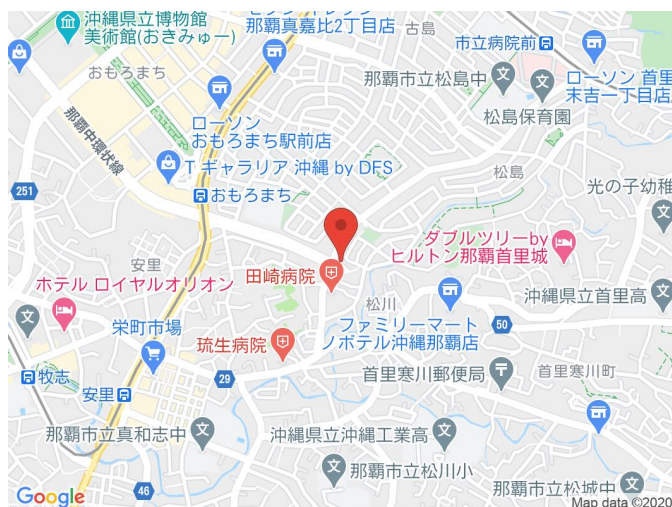 沖縄県立博物館
美術館(おきみゅー)
那覇真嘉比2丁目店
古島
市立病院前
おもろまち
那覇市立松島中
ローソン 首里
末吉一丁目店
松島保育園
那覇中環状線
ローソン
おもろまち駅前店
T ギャラリア 沖縄 by DFS
松島
251
おもろまち
光の子幼稚
安里
ダブルツリーby
ヒルトン那覇首里城
田崎病院
ホテル ロイヤルオリオン
松川
沖縄県立首里高
栄町市場
ファミリーマート
ノボテル沖縄那覇店
50
琉生病院
牧志
安里
29
首里寒川郵便局
首里寒川町
那覇市立真和志中
沖縄県立沖縄工業高
那覇市立松川小
46
那覇市立松城中
Google
Map data ©2020